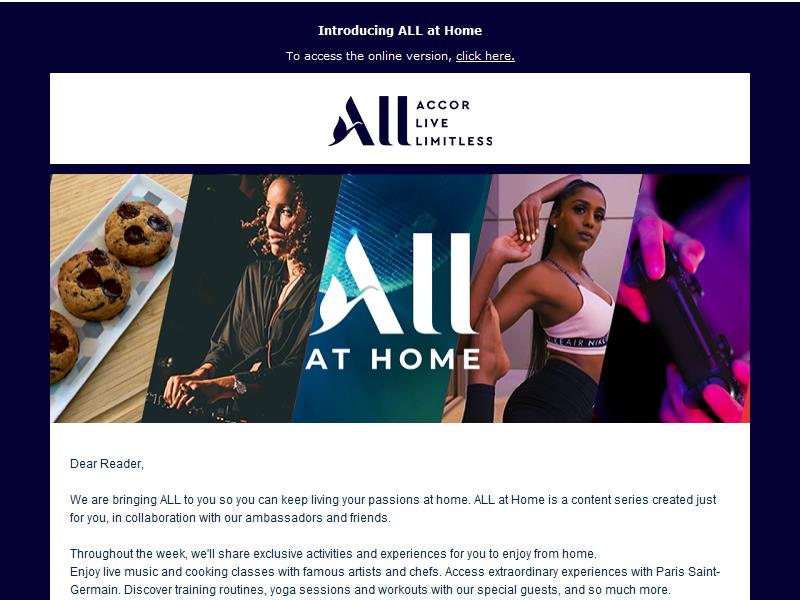 Introducing ALL at Home
To access the online version, click here.
All ACCOR
LIVE
LIMITLESS
All
AT HOME
Dear Reader,
We are bringing ALL to you so you can keep living your passions at home. ALL at Home is a content series created just
for you, in collaboration with our ambassadors and friends.
Throughout the week, we'll share exclusive activities and experiences for you to enjoy from home.
Enjoy live music and cooking classes with famous artists and chefs. Access extraordinary experiences with Paris Saint-
Germain. Discover training routines, yoga sessions and workouts with our special guests, and so much more.